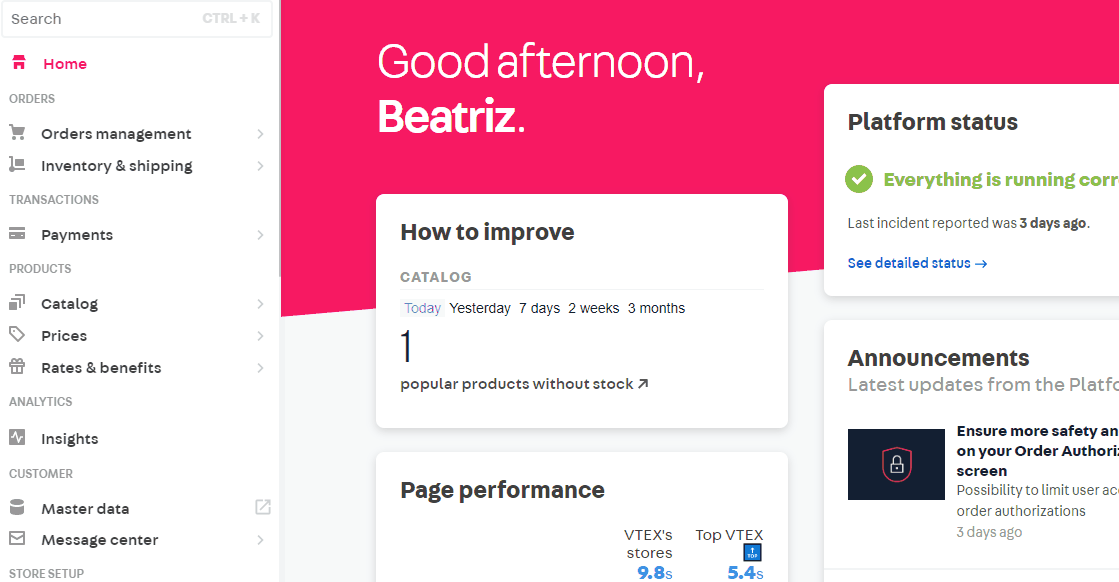 Search CTRL + K
Home
ORDERS
Orders management
Inventory & shipping
TRANSACTIONS
Payments
PRODUCTS
Catalog
Prices
Rates & benefits
ANALYTICS
Insights
CUSTOMER
Master data
Message center
STORE SETUP
Good afternoon,
Beatriz.
How to improve
CATALOG
Today Yesterday 7 days 2 weeks 3 months
1
popular products without stock
Page performance
VTEX's stores
Top VTEX
TOP
9.8s 5.4s
Platform status
Everything is running corr
Last incident reported was 3 days ago.
See detailed status →
Announcements
Latest updates from the Platfo
Ensure more safety an
on your Order Authoriz
screen
Possibility to limit user acc
order authorizations
3 days ago